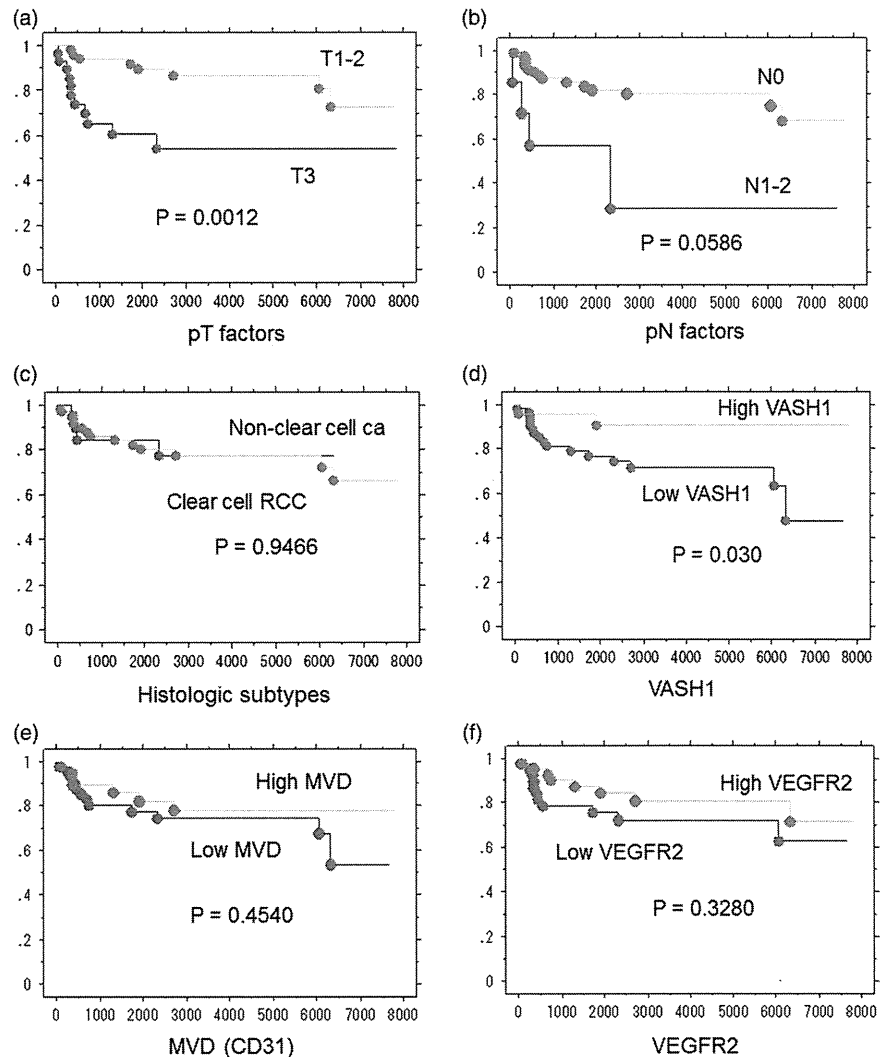 (a)
1
.8
.6
.4
.2
0
T1-2
T3
P = 0.0012
0 1000 2000 3000 4000 5000 6000 7000 8000
pT factors
(b)
1
.8
.6
.4
.2
0
N0
N1-2
P = 0.0586
0 1000 2000 3000 4000 5000 6000 7000 8000
pN factors
(c)
1
.8
.6
.4
.2
0
Non-clear cell ca
Clear cell RCC
P = 0.9466
0 1000 2000 3000 4000 5000 6000 7000 8000
Histologic subtypes
(d)
1
.8
.6
.4
.2
0
High VASH1
Low VASH1
P = 0.030
0 1000 2000 3000 4000 5000 6000 7000 8000
VASH1
(e)
1
.8
.6
.4
.2
0
High MVD
Low MVD
P = 0.4540
0 1000 2000 3000 4000 5000 6000 7000 8000
MVD (CD31)
(f)
1
.8
.6
.4
.2
0
High VEGFR2
Low VEGFR2
P = 0.3280
0 1000 2000 3000 4000 5000 6000 7000 8000
VEGFR2